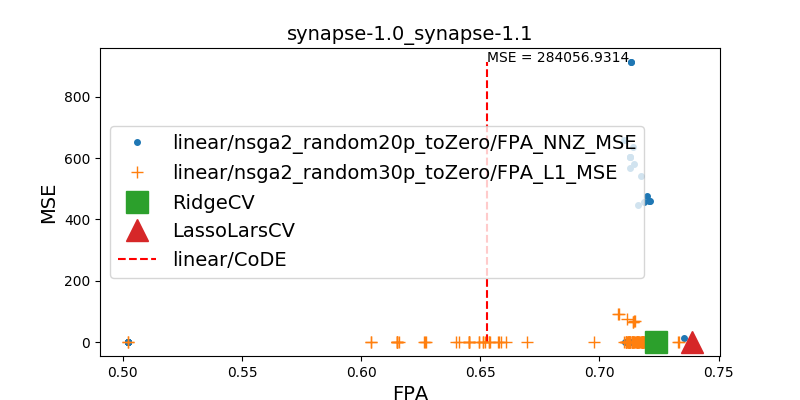 synapse-1.0_synapse-1.1
MSE = 284056.9314
800
600
400
200
0
MSE
linear/nsga2_random20p_toZero/FPA_NNZ_MSE
linear/nsga2_random30p_toZero/FPA_L1_MSE
RidgeCV
LassoLarsCV
linear/CoDE
0.50 0.55 0.60 0.65 0.70 0.75
FPA